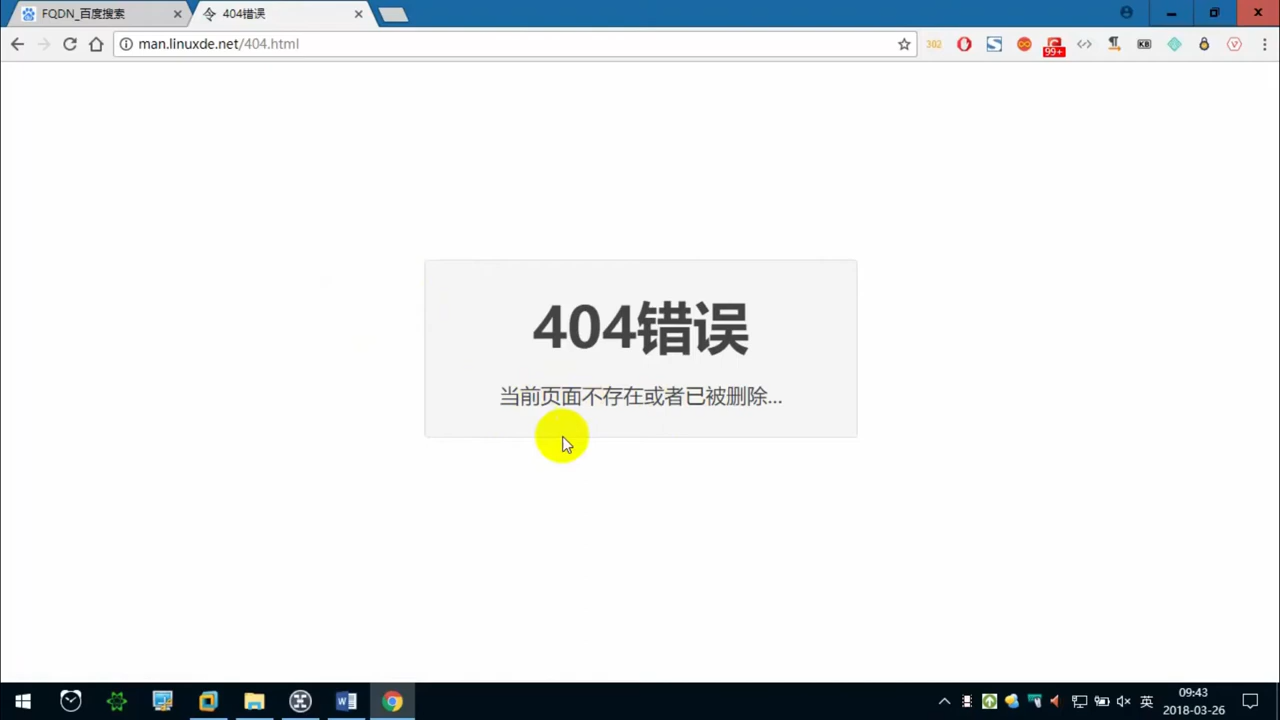 FQDN_百度搜索
404错误
man.linuxde.net/404.html
302
99+
KB
404错误
当前页面不存在或者已被删除...
英
09:43
2018-03-26